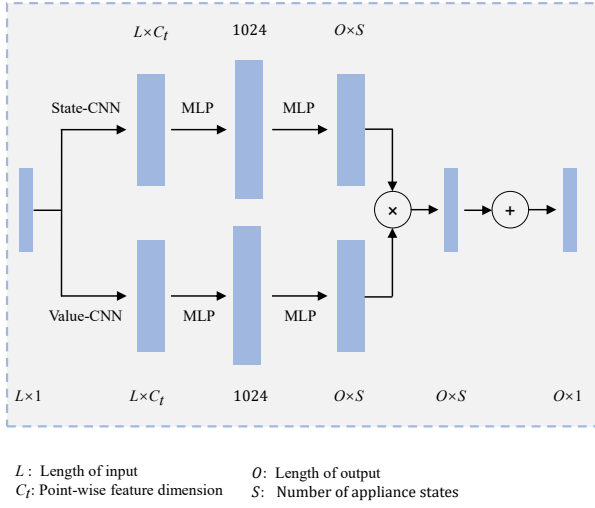 L×Cₜ 1024 O×S
State-CNN MLP MLP
× +
Value-CNN MLP MLP
L×1 L×Cₜ 1024 O×S O×S O×1
L : Length of input O: Length of output
Cₜ: Point-wise feature dimension S: Number of appliance states